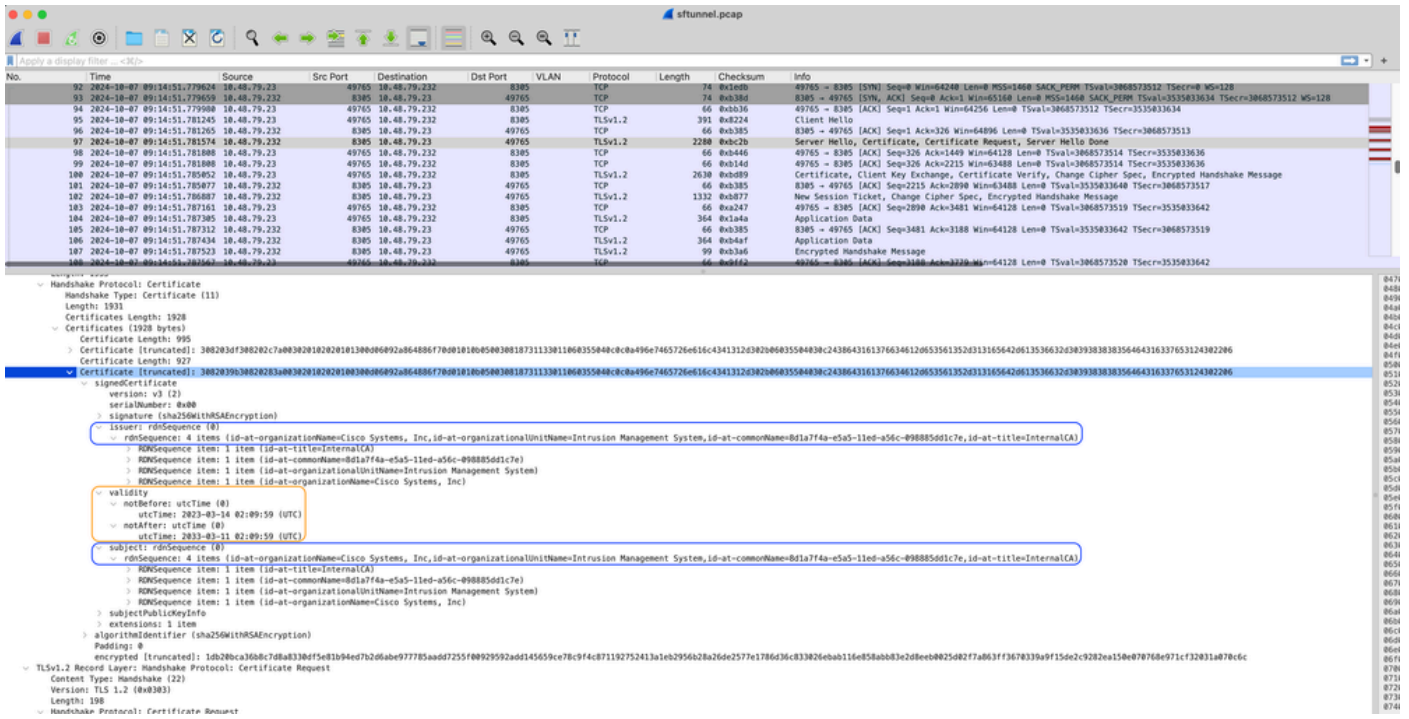 sftunnel.pcap
Apply a display filter ... <⌘/>
No. Time Source Src Port Destination Dst Port VLAN Protocol Length Checksum Info
92 2024-10-07 09:14:51.779624 10.48.79.23 49765 10.48.79.232 8305 TCP 74 0x1edb 49765 → 8305 [SYN] Seq=0 Win=64240 Len=0 MSS=1460 SACK_PERM TSval=3068573512 TSecr=0 WS=128
93 2024-10-07 09:14:51.779659 10.48.79.232 8305 10.48.79.23 49765 TCP 74 0xb38d 8305 → 49765 [SYN, ACK] Seq=0 Ack=1 Win=65160 Len=0 MSS=1460 SACK_PERM TSval=3535033634 TSecr=3068573512 WS=128
94 2024-10-07 09:14:51.779980 10.48.79.23 49765 10.48.79.232 8305 TCP 66 0xbb36 49765 → 8305 [ACK] Seq=1 Ack=1 Win=64256 Len=0 TSval=3068573512 TSecr=3535033634
95 2024-10-07 09:14:51.781245 10.48.79.23 49765 10.48.79.232 8305 TLSv1.2 391 0x8224 Client Hello
96 2024-10-07 09:14:51.781265 10.48.79.232 8305 10.48.79.23 49765 TCP 66 0xb385 8305 → 49765 [ACK] Seq=1 Ack=326 Win=64896 Len=0 TSval=3535033636 TSecr=3068573513
97 2024-10-07 09:14:51.781574 10.48.79.232 8305 10.48.79.23 49765 TLSv1.2 2280 0xbc2b Server Hello, Certificate, Certificate Request, Server Hello Done
98 2024-10-07 09:14:51.781808 10.48.79.23 49765 10.48.79.232 8305 TCP 66 0xb446 49765 → 8305 [ACK] Seq=326 Ack=1449 Win=64128 Len=0 TSval=3068573514 TSecr=3535033636
99 2024-10-07 09:14:51.781808 10.48.79.23 49765 10.48.79.232 8305 TCP 66 0xb14d 49765 → 8305 [ACK] Seq=326 Ack=2215 Win=63488 Len=0 TSval=3068573514 TSecr=3535033636
100 2024-10-07 09:14:51.785052 10.48.79.23 49765 10.48.79.232 8305 TLSv1.2 2630 0xbd89 Certificate, Client Key Exchange, Certificate Verify, Change Cipher Spec, Encrypted Handshake Message
101 2024-10-07 09:14:51.785077 10.48.79.232 8305 10.48.79.23 49765 TCP 66 0xb385 8305 → 49765 [ACK] Seq=2215 Ack=2890 Win=63488 Len=0 TSval=3535033640 TSecr=3068573517
102 2024-10-07 09:14:51.786887 10.48.79.232 8305 10.48.79.23 49765 TLSv1.2 1332 0xb877 New Session Ticket, Change Cipher Spec, Encrypted Handshake Message
103 2024-10-07 09:14:51.787161 10.48.79.23 49765 10.48.79.232 8305 TCP 66 0xa247 49765 → 8305 [ACK] Seq=2890 Ack=3481 Win=64128 Len=0 TSval=3068573519 TSecr=3535033642
104 2024-10-07 09:14:51.787305 10.48.79.23 49765 10.48.79.232 8305 TLSv1.2 364 0x1a4a Application Data
105 2024-10-07 09:14:51.787312 10.48.79.232 8305 10.48.79.23 49765 TCP 66 0xb385 8305 → 49765 [ACK] Seq=3481 Ack=3188 Win=64128 Len=0 TSval=3535033642 TSecr=3068573519
106 2024-10-07 09:14:51.787434 10.48.79.232 8305 10.48.79.23 49765 TLSv1.2 364 0xb4af Application Data
107 2024-10-07 09:14:51.787523 10.48.79.232 8305 10.48.79.23 49765 TLSv1.2 99 0xb3a6 Encrypted Handshake Message
108 2024-10-07 09:14:51.787567 10.48.79.23 49765 10.48.79.232 8305 TCP 66 0x9ff2 49765 → 8305 [ACK] Seq=3188 Ack=3779 Win=64128 Len=0 TSval=3068573520 TSecr=3535033642
Handshake Protocol: Certificate
Handshake Type: Certificate (11)
Length: 1931
Certificates Length: 1928
Certificates (1928 bytes)
Certificate Length: 995
Certificate [truncated]:
Certificate Length: 927
Certificate [truncated]:
signedCertificate
version: v3 (2)
serialNumber: 0x00
signature (sha256WithRSAEncryption)
issuer: rdnSequence (0)
rdnSequence: 4 items (id-at-organizationName=Cisco Systems, Inc,id-at-organizationalUnitName=Intrusion Management System,id-at-commonName=8d1a7f4a-e5a5-11ed-a56c-098885dd1c7e,id-at-title=InternalCA)
RDNSequence item: 1 item (id-at-title=InternalCA)
RDNSequence item: 1 item (id-at-commonName=8d1a7f4a-e5a5-11ed-a56c-098885dd1c7e)
RDNSequence item: 1 item (id-at-organizationalUnitName=Intrusion Management System)
RDNSequence item: 1 item (id-at-organizationName=Cisco Systems, Inc)
validity
notBefore: utcTime (0)
utcTime: 2023-03-14 02:09:59 (UTC)
notAfter: utcTime (0)
utcTime: 2033-03-11 02:09:59 (UTC)
subject: rdnSequence (0)
rdnSequence: 4 items (id-at-organizationName=Cisco Systems, Inc,id-at-organizationalUnitName=Intrusion Management System,id-at-commonName=8d1a7f4a-e5a5-11ed-a56c-098885dd1c7e,id-at-title=InternalCA)
RDNSequence item: 1 item (id-at-title=InternalCA)
RDNSequence item: 1 item (id-at-commonName=8d1a7f4a-e5a5-11ed-a56c-098885dd1c7e)
RDNSequence item: 1 item (id-at-organizationalUnitName=Intrusion Management System)
RDNSequence item: 1 item (id-at-organizationName=Cisco Systems, Inc)
subjectPublicKeyInfo
extensions: 1 item
algorithmIdentifier (sha256WithRSAEncryption)
Padding: 0
encrypted [truncated]:
TLSv1.2 Record Layer: Handshake Protocol: Certificate Request
Content Type: Handshake (22)
Version: TLS 1.2 (0x0303)
Length: 198
Handshake Protocol: Certificate Request